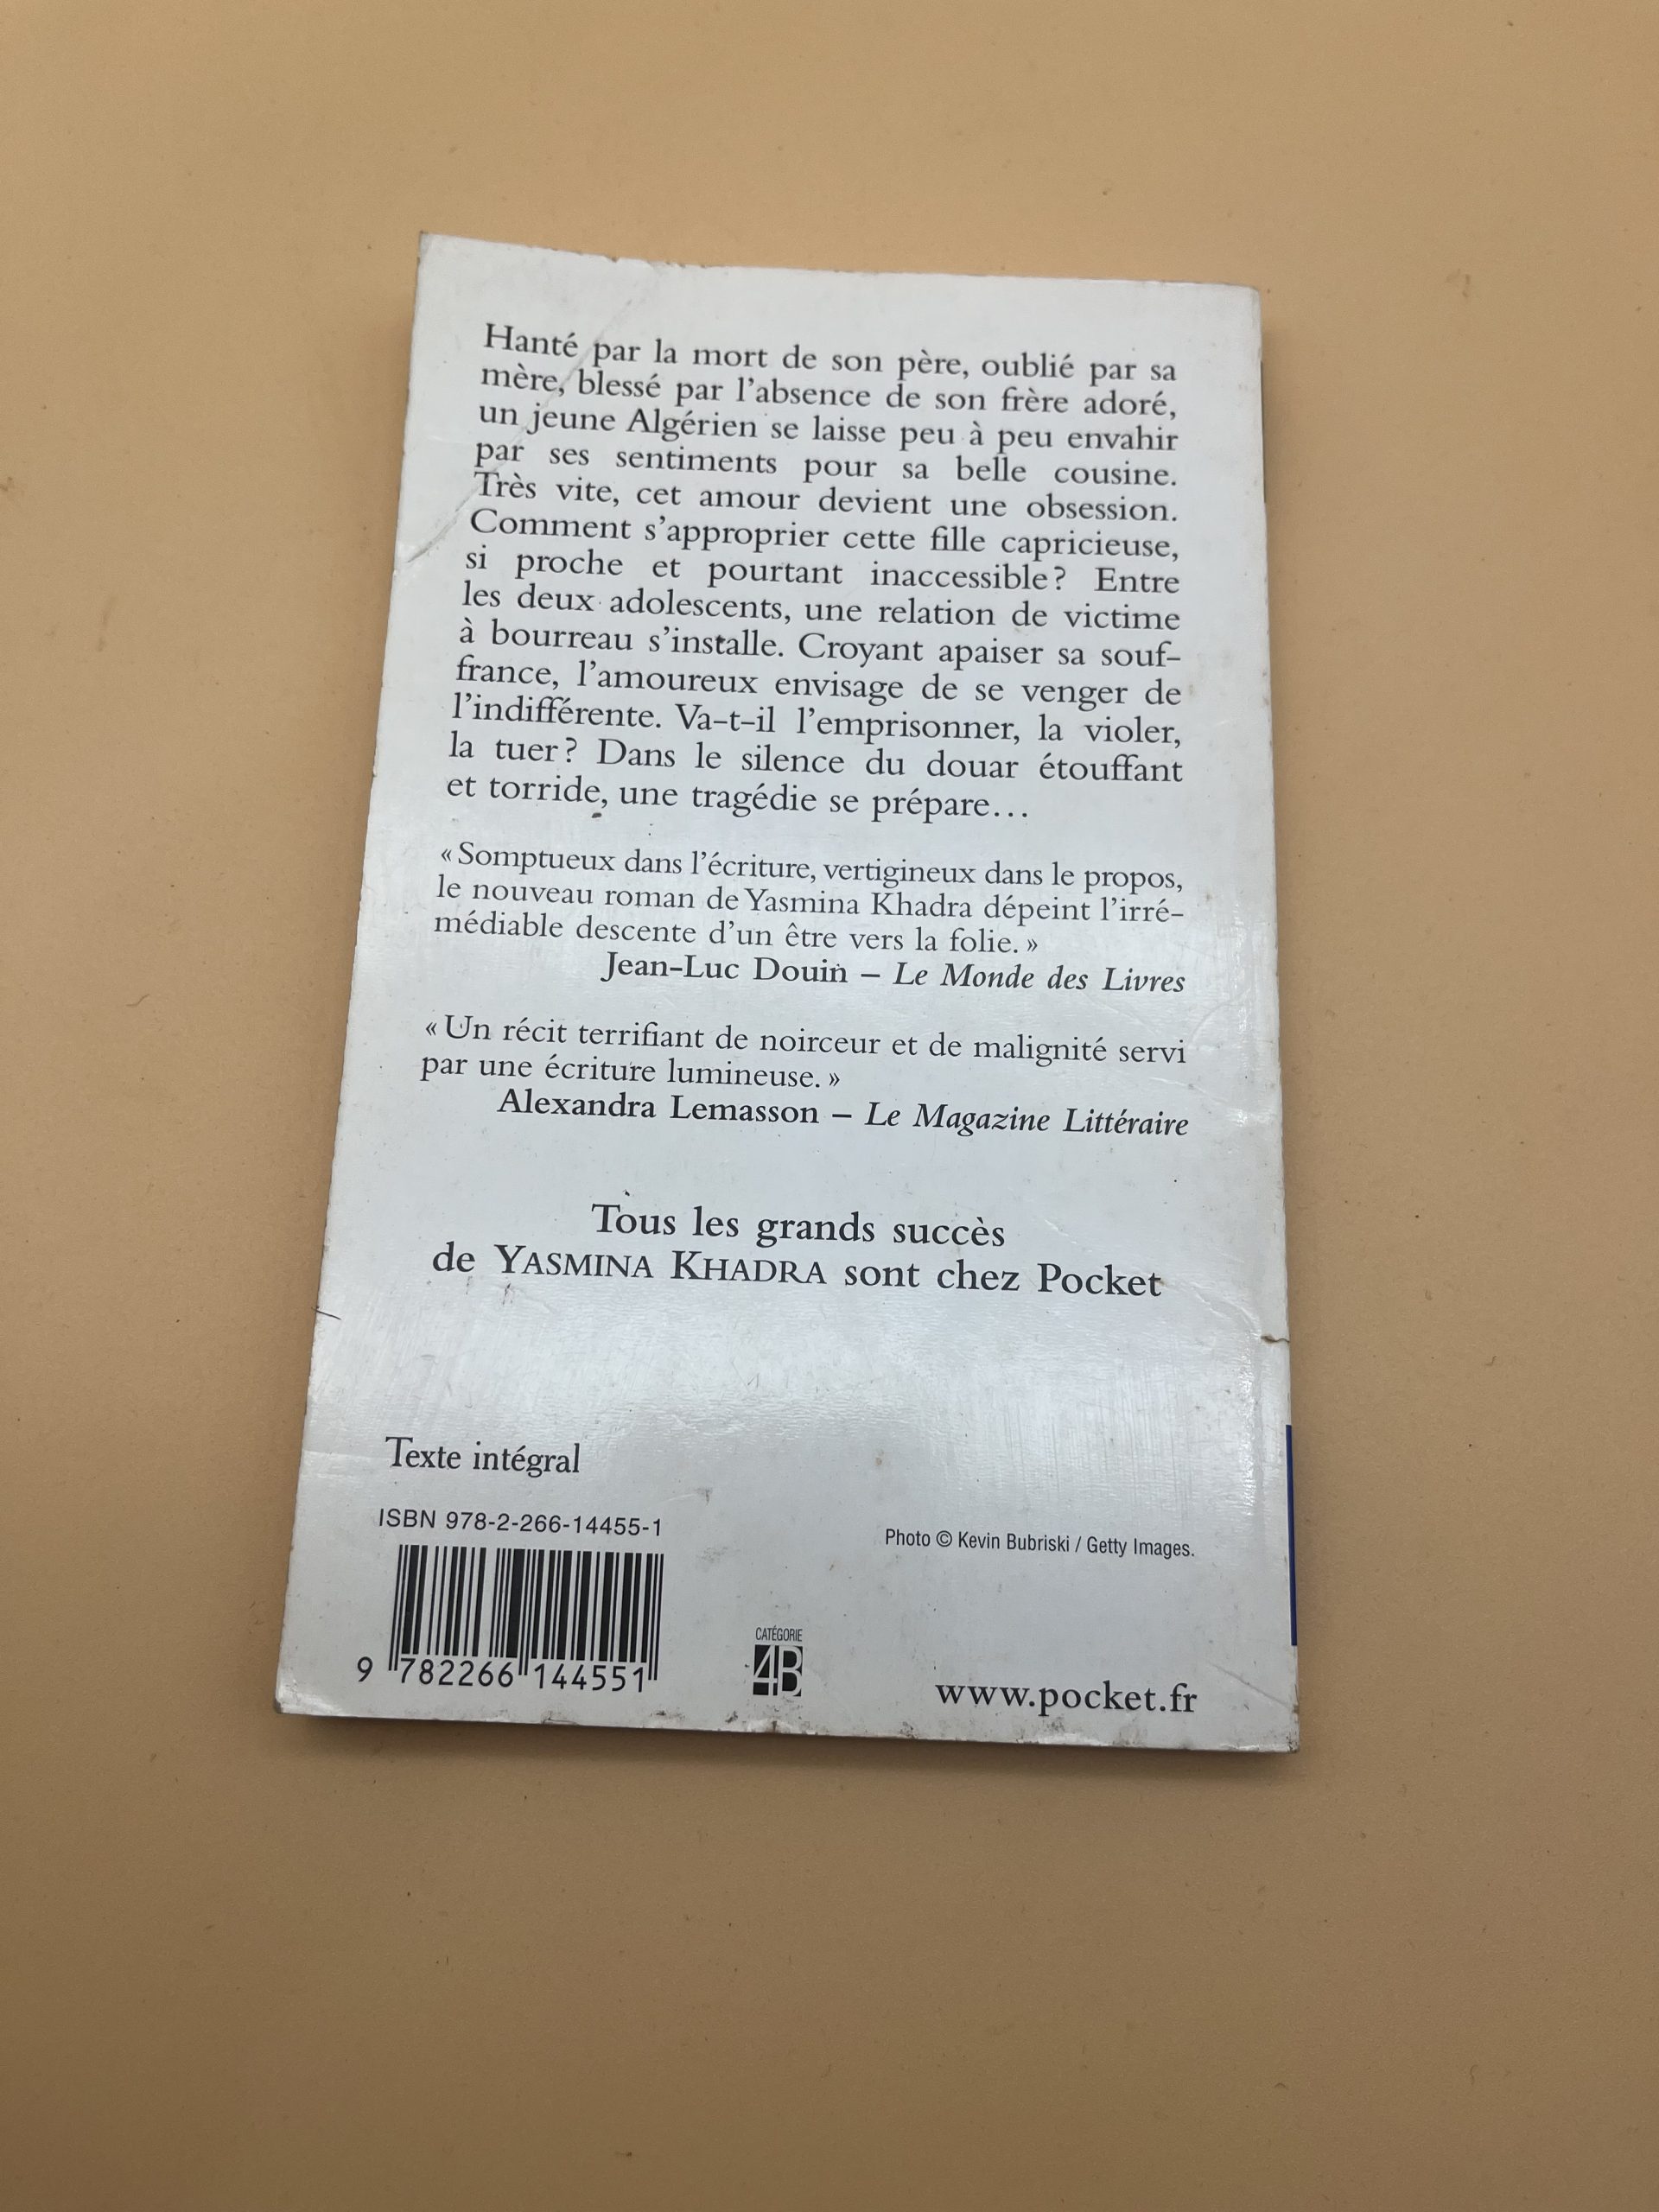 Hanté par la mort de son père, oublié par sa
mère, blessé par l'absence de son frère adoré,
un jeune Algérien se laisse peu à peu envahir
par ses sentiments pour sa belle cousine.
Très vite, cet amour devient une obsession.
Comment s'approprier cette fille capricieuse,
si proche et pourtant inaccessible ? Entre
les deux adolescents, une relation de victime
à bourreau s'installe. Croyant apaiser sa souf-
france, l'amoureux envisage de se venger de
l'indifférente. Va-t-il l'emprisonner, la violer,
la tuer ? Dans le silence du douar étouffant
et torride, une tragédie se prépare…
« Somptueux dans l'écriture, vertigineux dans le propos,
le nouveau roman de Yasmina Khadra dépeint l'irré-
médiable descente d'un être vers la folie. »
Jean-Luc Douin – Le Monde des Livres
« Un récit terrifiant de noirceur et de malignité servi
par une écriture lumineuse. »
Alexandra Lemasson – Le Magazine Littéraire
Tous les grands succès
de YASMINA KHADRA sont chez Pocket
Texte intégral
ISBN 978-2-266-14455-1
Photo © Kevin Bubriski / Getty Images.
9 782266 144551
CATÉGORIE
4B
www.pocket.fr